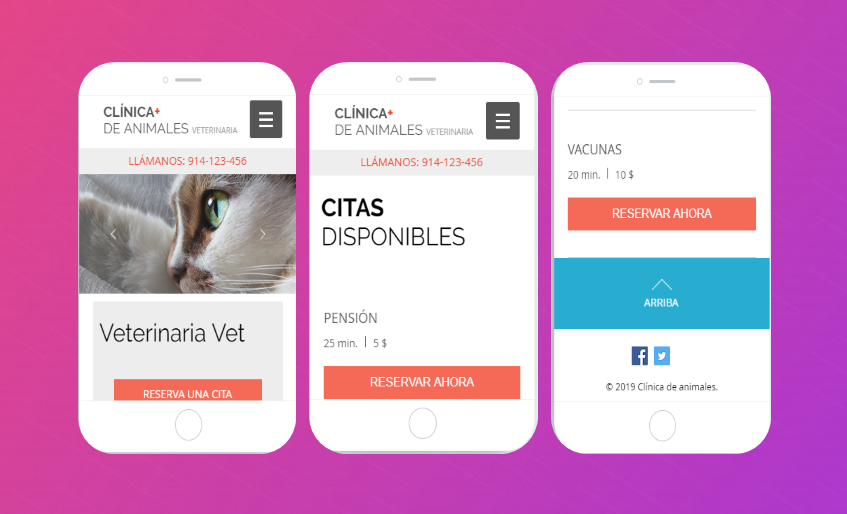 CLÍNICA+
DE ANIMALES VETERINARIA
LLÁMANOS: 914-123-456
Veterinaria Vet
RESERVA UNA CITA
CLÍNICA+
DE ANIMALES VETERINARIA
LLÁMANOS: 914-123-456
CITAS
DISPONIBLES
PENSIÓN
25 min. | 5 $
RESERVAR AHORA
VACUNAS
20 min. | 10 $
RESERVAR AHORA
ARRIBA
© 2019 Clínica de animales.